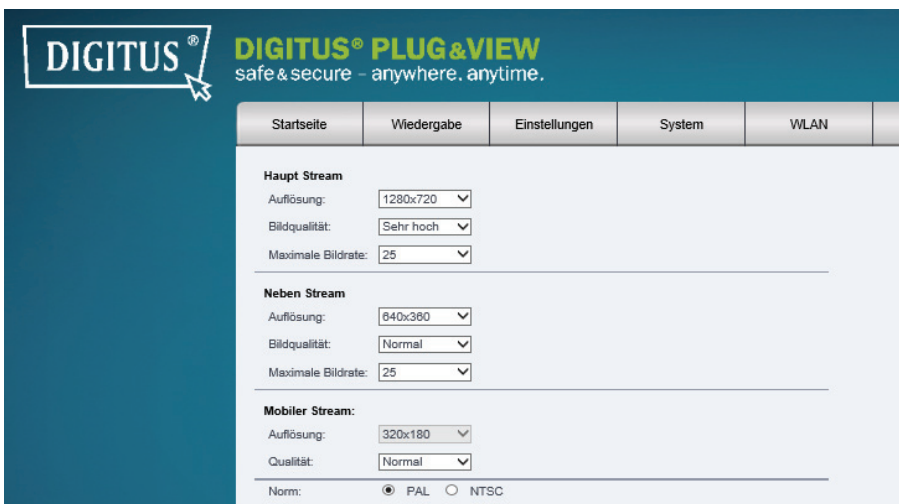 DIGITUS®
DIGITUS® PLUG&VIEW
safe & secure – anywhere. anytime.
Startseite Wiedergabe Einstellungen System WLAN
Haupt Stream
Auflösung: 1280x720
Bildqualität: Sehr hoch
Maximale Bildrate: 25
Neben Stream
Auflösung: 640x360
Bildqualität: Normal
Maximale Bildrate: 25
Mobiler Stream:
Auflösung: 320x180
Qualität: Normal
Norm: PAL NTSC